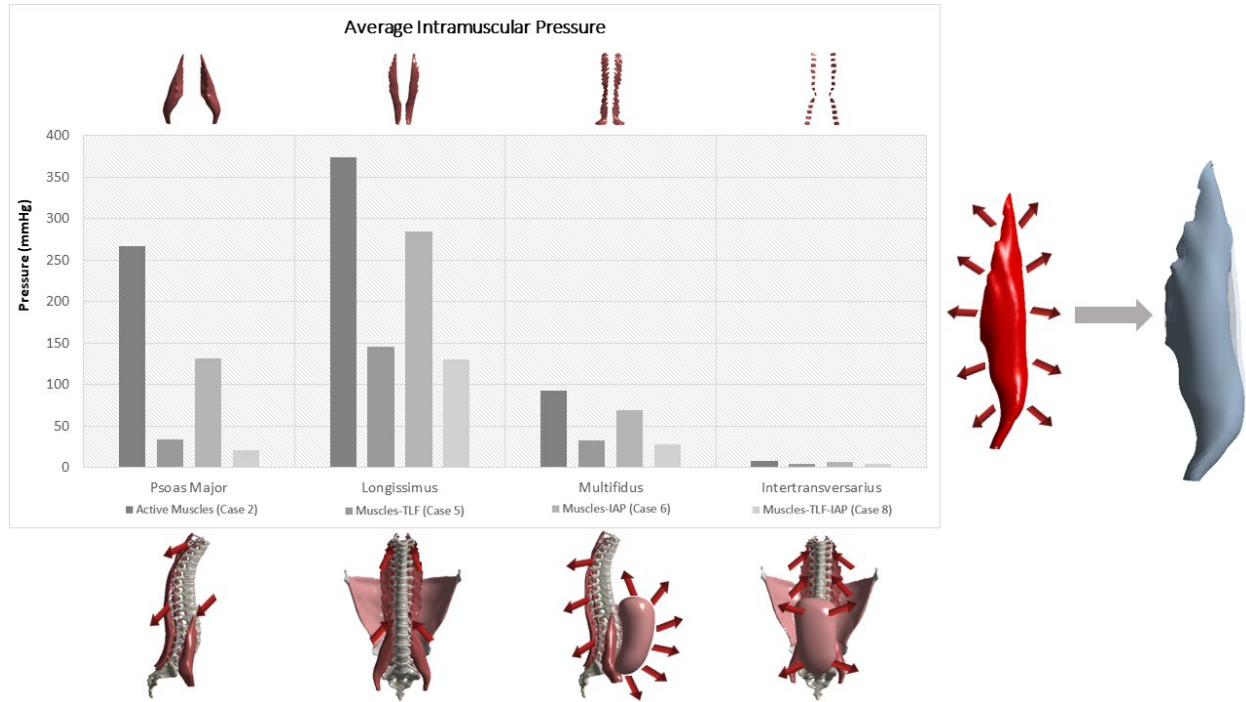 Average Intramuscular Pressure
Pressure (mmHg)
400
350
300
250
200
150
100
50
0
Psoas Major
Longissimus
Multifidus
Intertransversarius
Active Muscles (Case 2)
Muscles-TLF (Case 5)
Muscles-IAP (Case 6)
Muscles-TLF-IAP (Case 8)